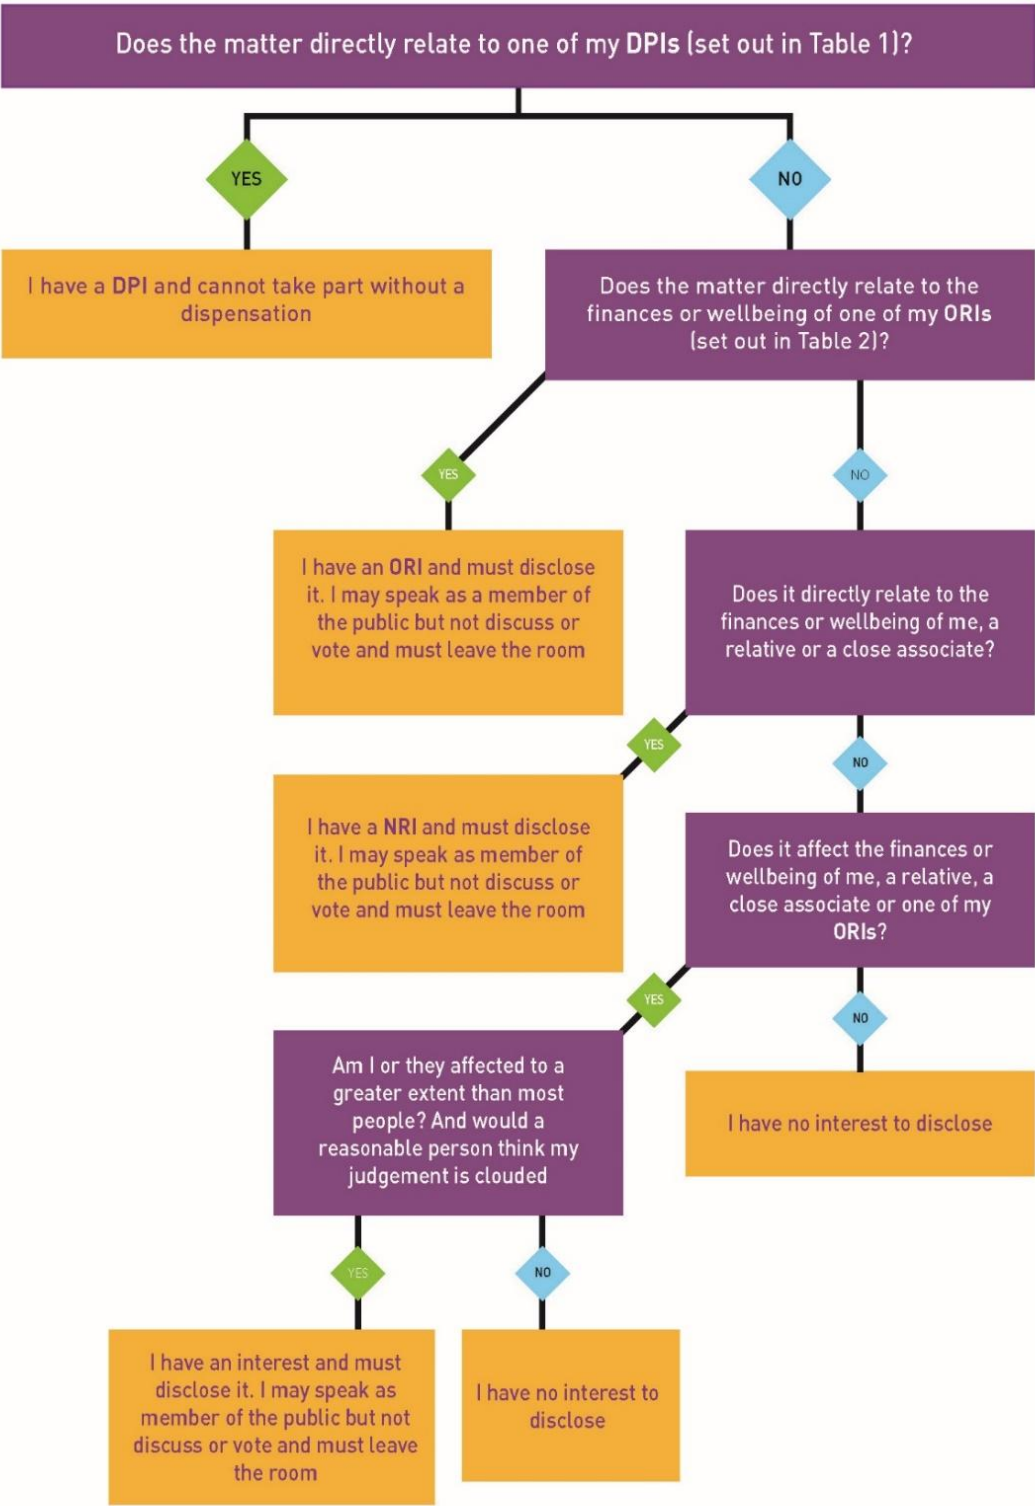 Does the matter directly relate to one of my DPIs (set out in Table 1)?
YES
NO
I have a DPI and cannot take part without a
dispensation
Does the matter directly relate to the
finances or wellbeing of one of my ORIs
(set out in Table 2)?
YES
NO
I have an ORI and must disclose
it. I may speak as a member of
the public but not discuss or
vote and must leave the room
Does it directly relate to the
finances or wellbeing of me, a
relative or a close associate?
YES
NO
I have a NRI and must disclose
it. I may speak as member of
the public but not discuss or
vote and must leave the room
Does it affect the finances or
wellbeing of me, a relative, a
close associate or one of my
ORIs?
YES
NO
Am I or they affected to a
greater extent than most
people? And would a
reasonable person think my
judgement is clouded
I have no interest to disclose
YES
NO
I have an interest and must
disclose it. I may speak as
member of the public but not
discuss or vote and must leave
the room
I have no interest to
disclose